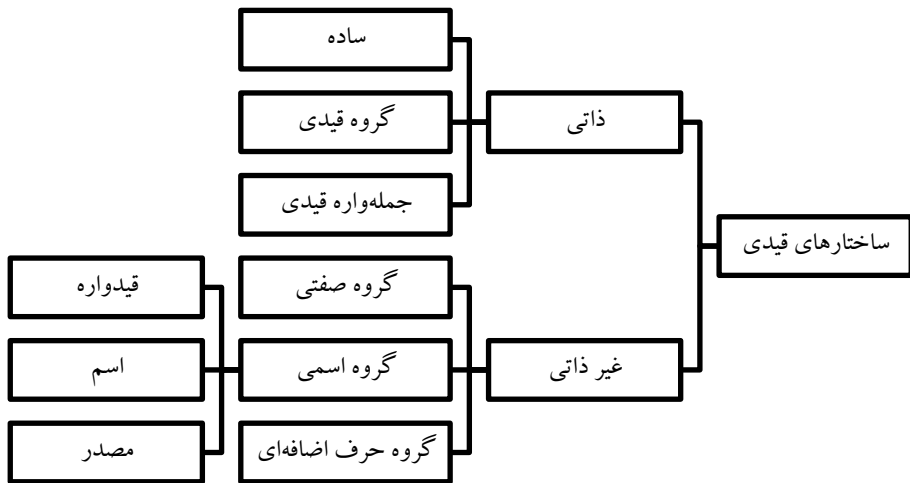 ساختارهای قیدی
ذاتی
ساده
گروه قیدی
جمله‌واره قیدی
غیر ذاتی
گروه صفتی
گروه اسمی
قیدواره
اسم
مصدر
گروه حرف اضافه‌ای